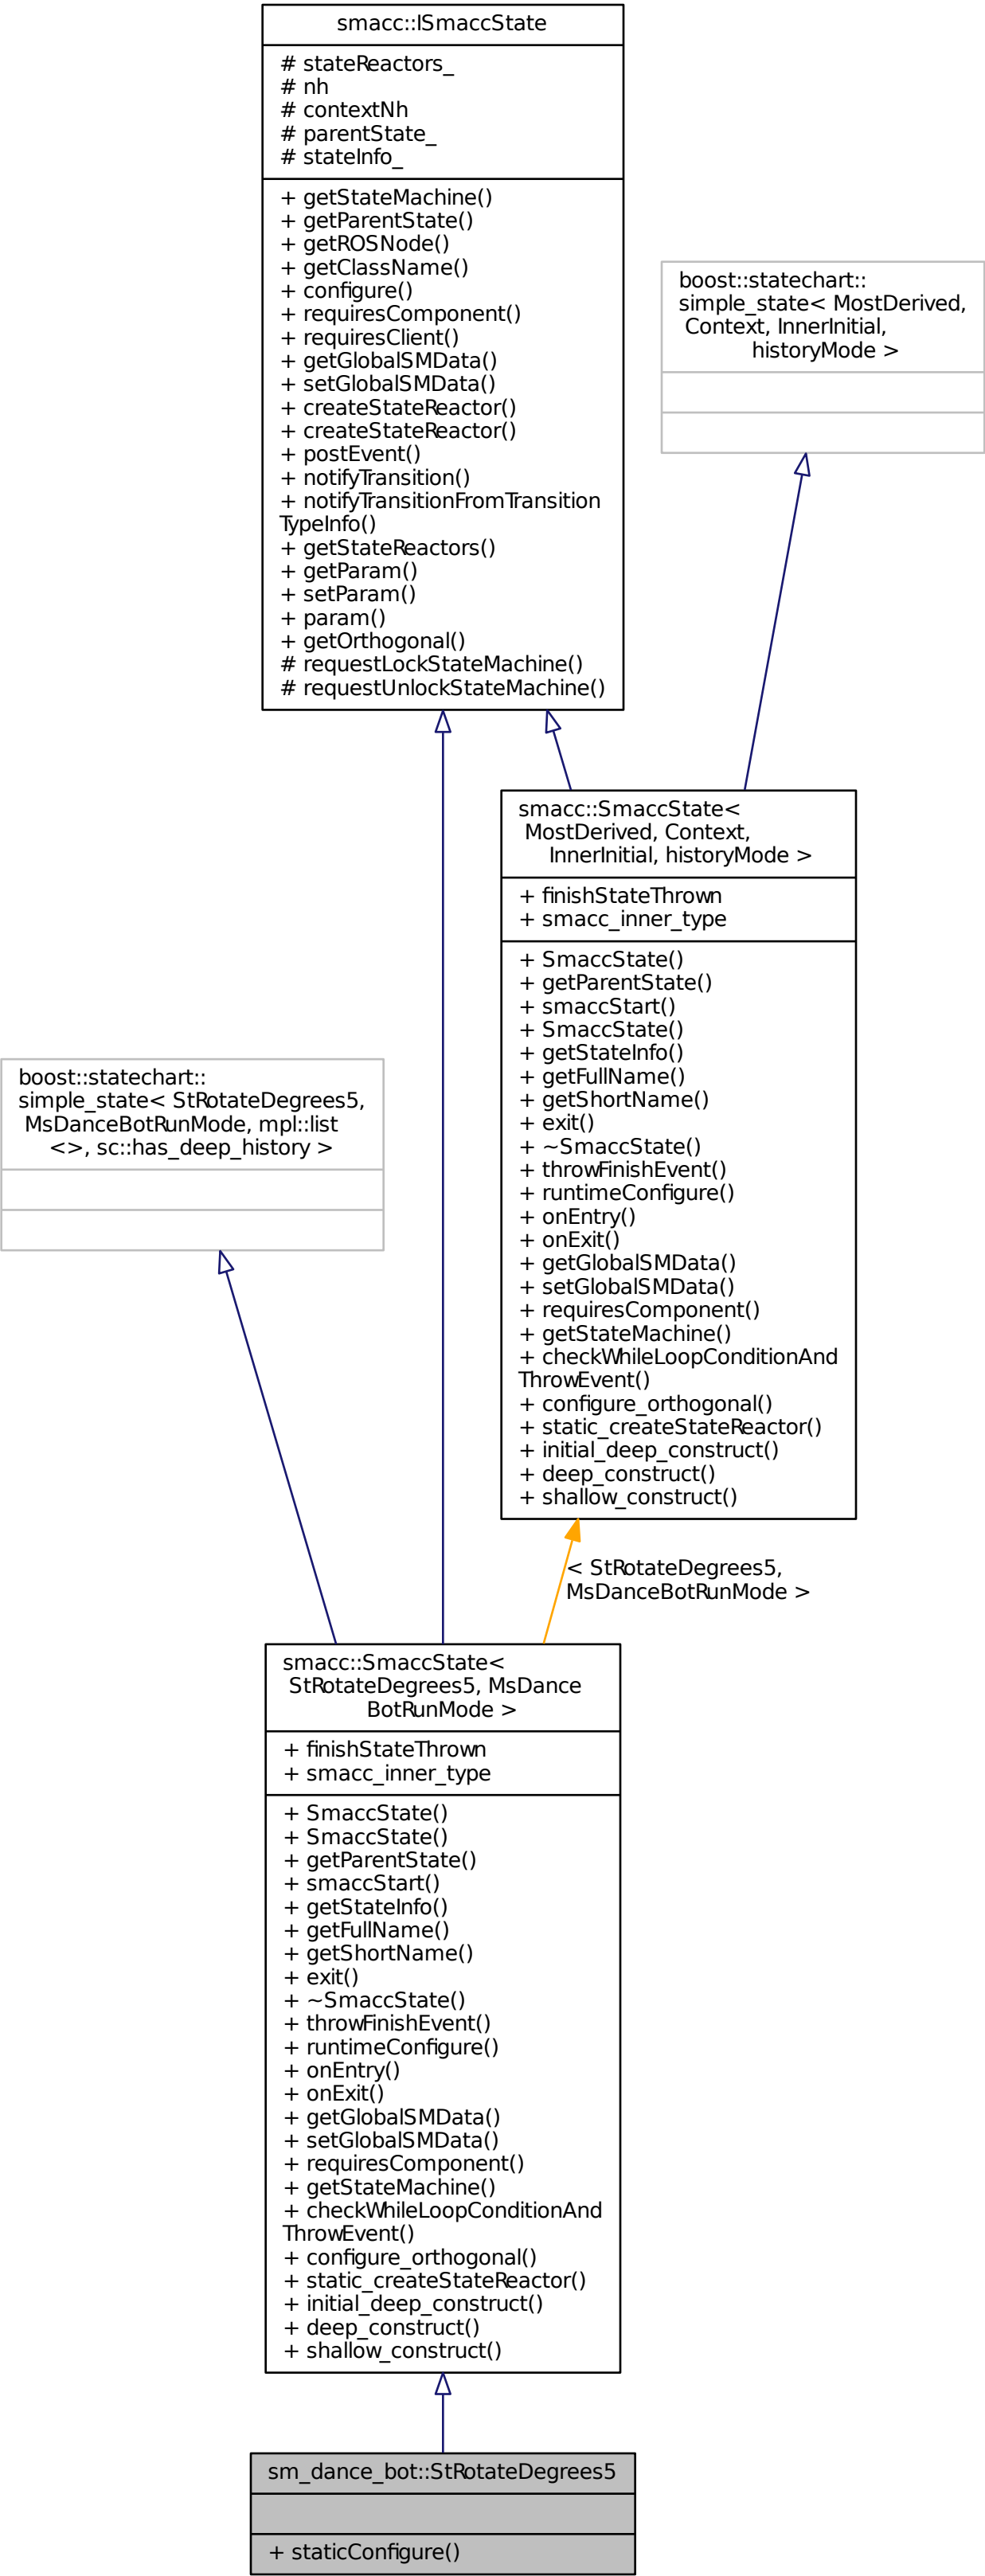 smacc::ISmaccState
# stateReactors_
# nh
# contextNh
# parentState_
# stateInfo_
+ getStateMachine()
+ getParentState()
+ getROSNode()
+ getClassName()
+ configure()
+ requiresComponent()
+ requiresClient()
+ getGlobalSMData()
+ setGlobalSMData()
+ createStateReactor()
+ createStateReactor()
+ postEvent()
+ notifyTransition()
+ notifyTransitionFromTransition
TypeInfo()
+ getStateReactors()
+ getParam()
+ setParam()
+ param()
+ getOrthogonal()
# requestLockStateMachine()
# requestUnlockStateMachine()
boost::statechart::
simple_state< MostDerived,
Context, InnerInitial,
historyMode >
smacc::SmaccState<
MostDerived, Context,
InnerInitial, historyMode >
+ finishStateThrown
+ smacc_inner_type
+ SmaccState()
+ getParentState()
+ smaccStart()
+ SmaccState()
+ getStateInfo()
+ getFullName()
+ getShortName()
+ exit()
+ ~SmaccState()
+ throwFinishEvent()
+ runtimeConfigure()
+ onEntry()
+ onExit()
+ getGlobalSMData()
+ setGlobalSMData()
+ requiresComponent()
+ getStateMachine()
+ checkWhileLoopConditionAnd
ThrowEvent()
+ configure_orthogonal()
+ static_createStateReactor()
+ initial_deep_construct()
+ deep_construct()
+ shallow_construct()
boost::statechart::
simple_state< StRotateDegrees5,
MsDanceBotRunMode, mpl::list
<>, sc::has_deep_history >
< StRotateDegrees5,
MsDanceBotRunMode >
smacc::SmaccState<
StRotateDegrees5, MsDance
BotRunMode >
+ finishStateThrown
+ smacc_inner_type
+ SmaccState()
+ SmaccState()
+ getParentState()
+ smaccStart()
+ getStateInfo()
+ getFullName()
+ getShortName()
+ exit()
+ ~SmaccState()
+ throwFinishEvent()
+ runtimeConfigure()
+ onEntry()
+ onExit()
+ getGlobalSMData()
+ setGlobalSMData()
+ requiresComponent()
+ getStateMachine()
+ checkWhileLoopConditionAnd
ThrowEvent()
+ configure_orthogonal()
+ static_createStateReactor()
+ initial_deep_construct()
+ deep_construct()
+ shallow_construct()
sm_dance_bot::StRotateDegrees5
+ staticConfigure()